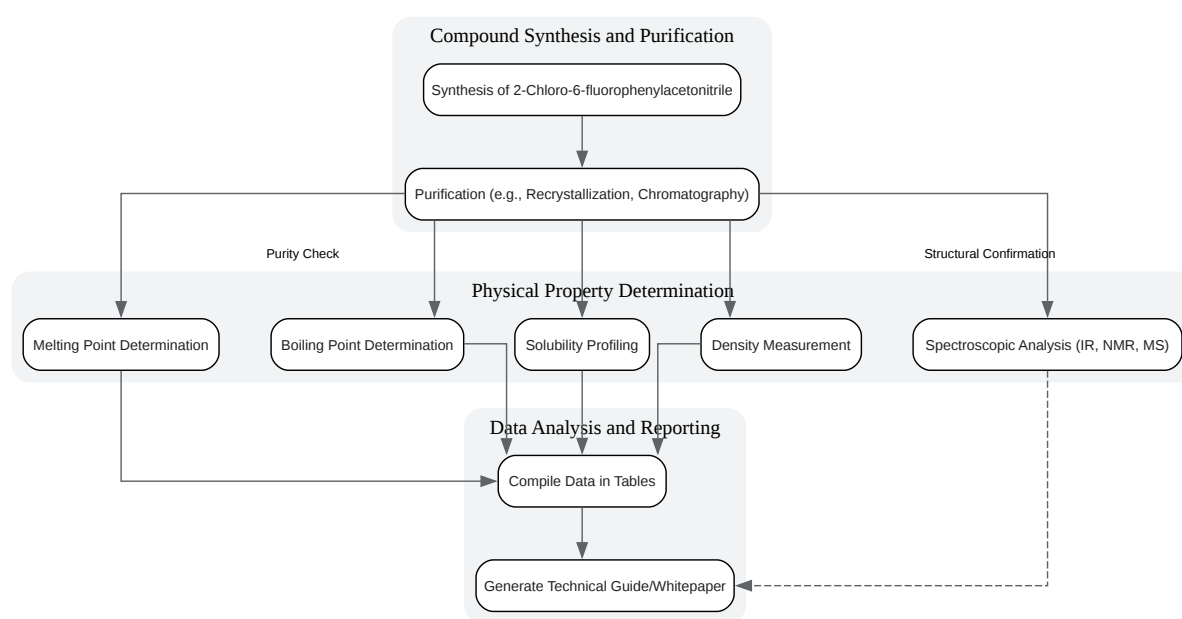 Compound Synthesis and Purification
Synthesis of 2-Chloro-6-fluorophenylacetonitrile
Purification (e.g., Recrystallization, Chromatography)
Purity Check
Structural Confirmation
Physical Property Determination
Melting Point Determination
Boiling Point Determination
Solubility Profiling
Density Measurement
Spectroscopic Analysis (IR, NMR, MS)
Data Analysis and Reporting
Compile Data in Tables
Generate Technical Guide/Whitepaper